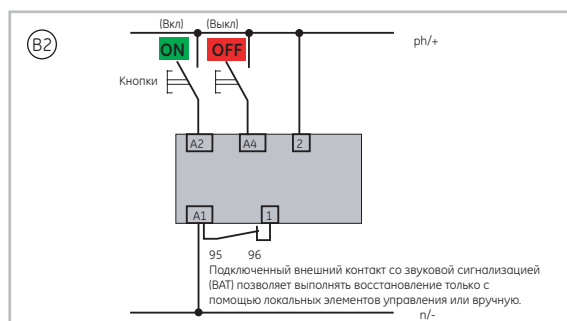 B2
(Вкл) (Выкл)
ph/+
ON OFF
Кнопки
A2 A4 2
A1 1
95 96
Подключенный внешний контакт со звуковой сигнализацией
(BAT) позволяет выполнять восстановление только с
помощью локальных элементов управления или вручную.
n/-